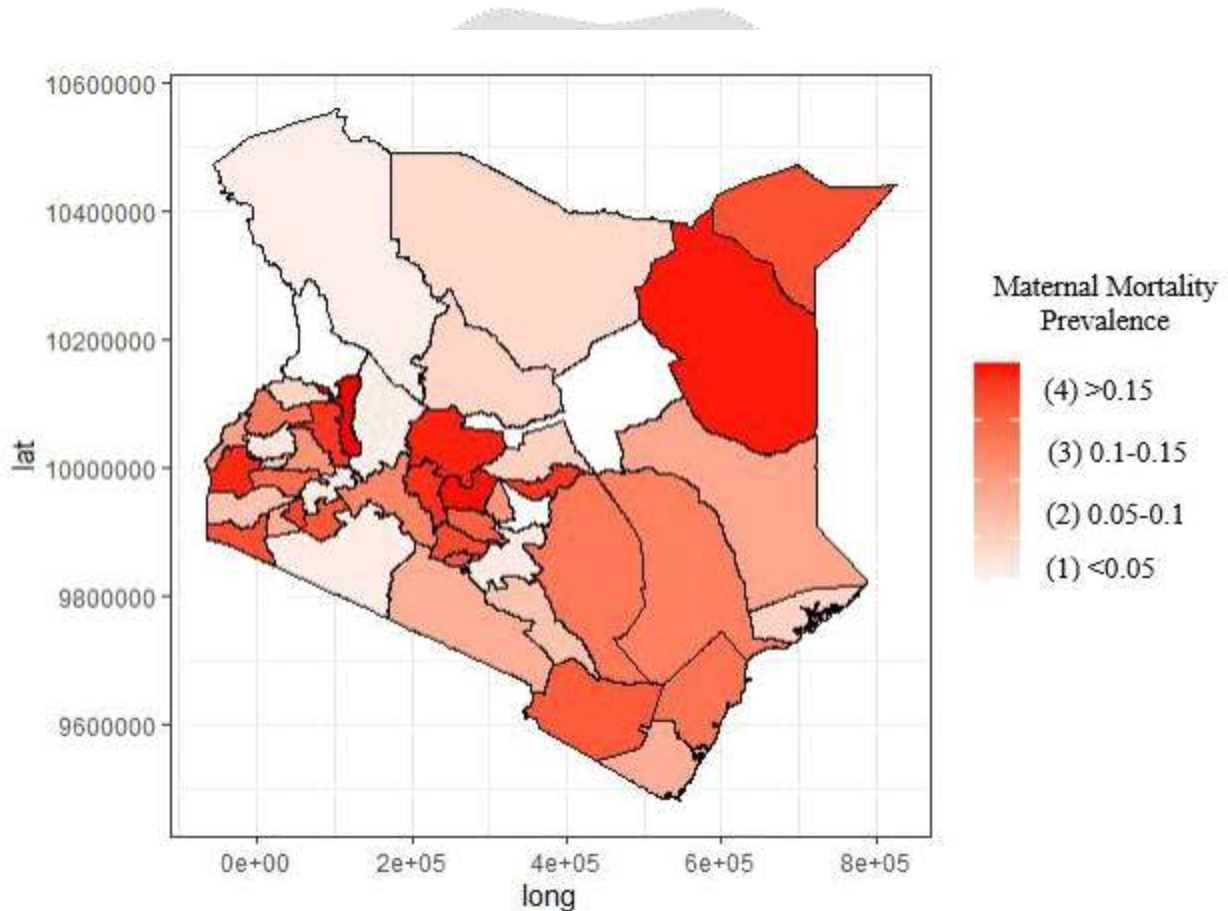 10600000
10400000
10200000
10000000
9800000
9600000
lat
0e+00
2e+05
4e+05
6e+05
8e+05
long
Maternal Mortality
Prevalence
(4) >0.15
(3) 0.1-0.15
(2) 0.05-0.1
(1) <0.05